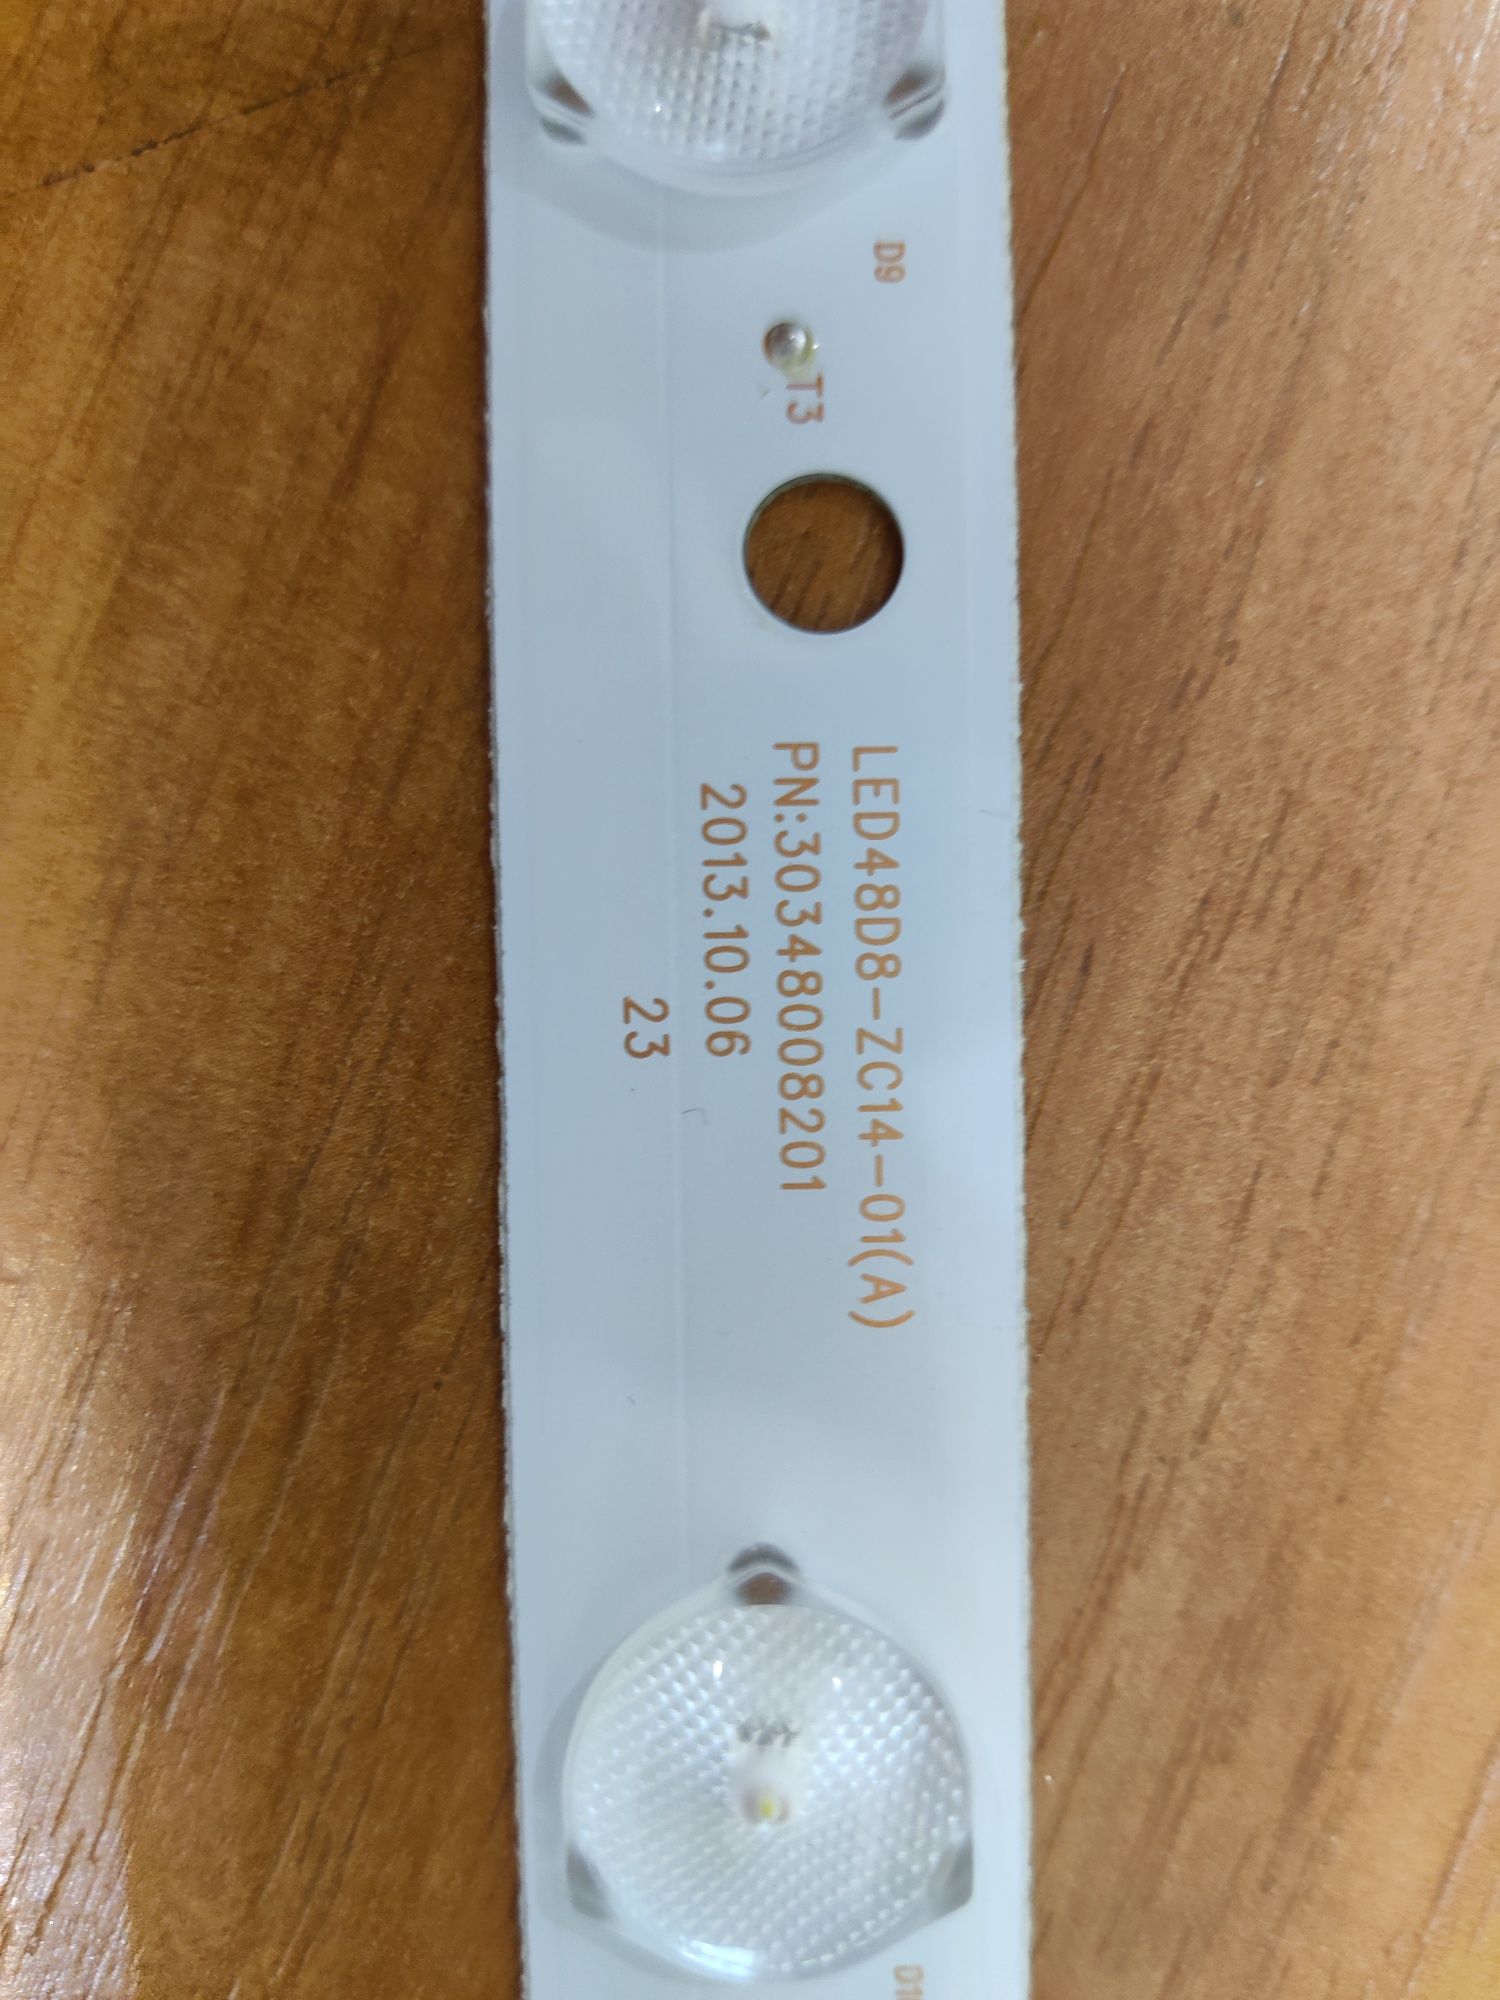 D9
T3
LED48D8-ZC14-01(A)
PN:30348008201
2013.10.06
23